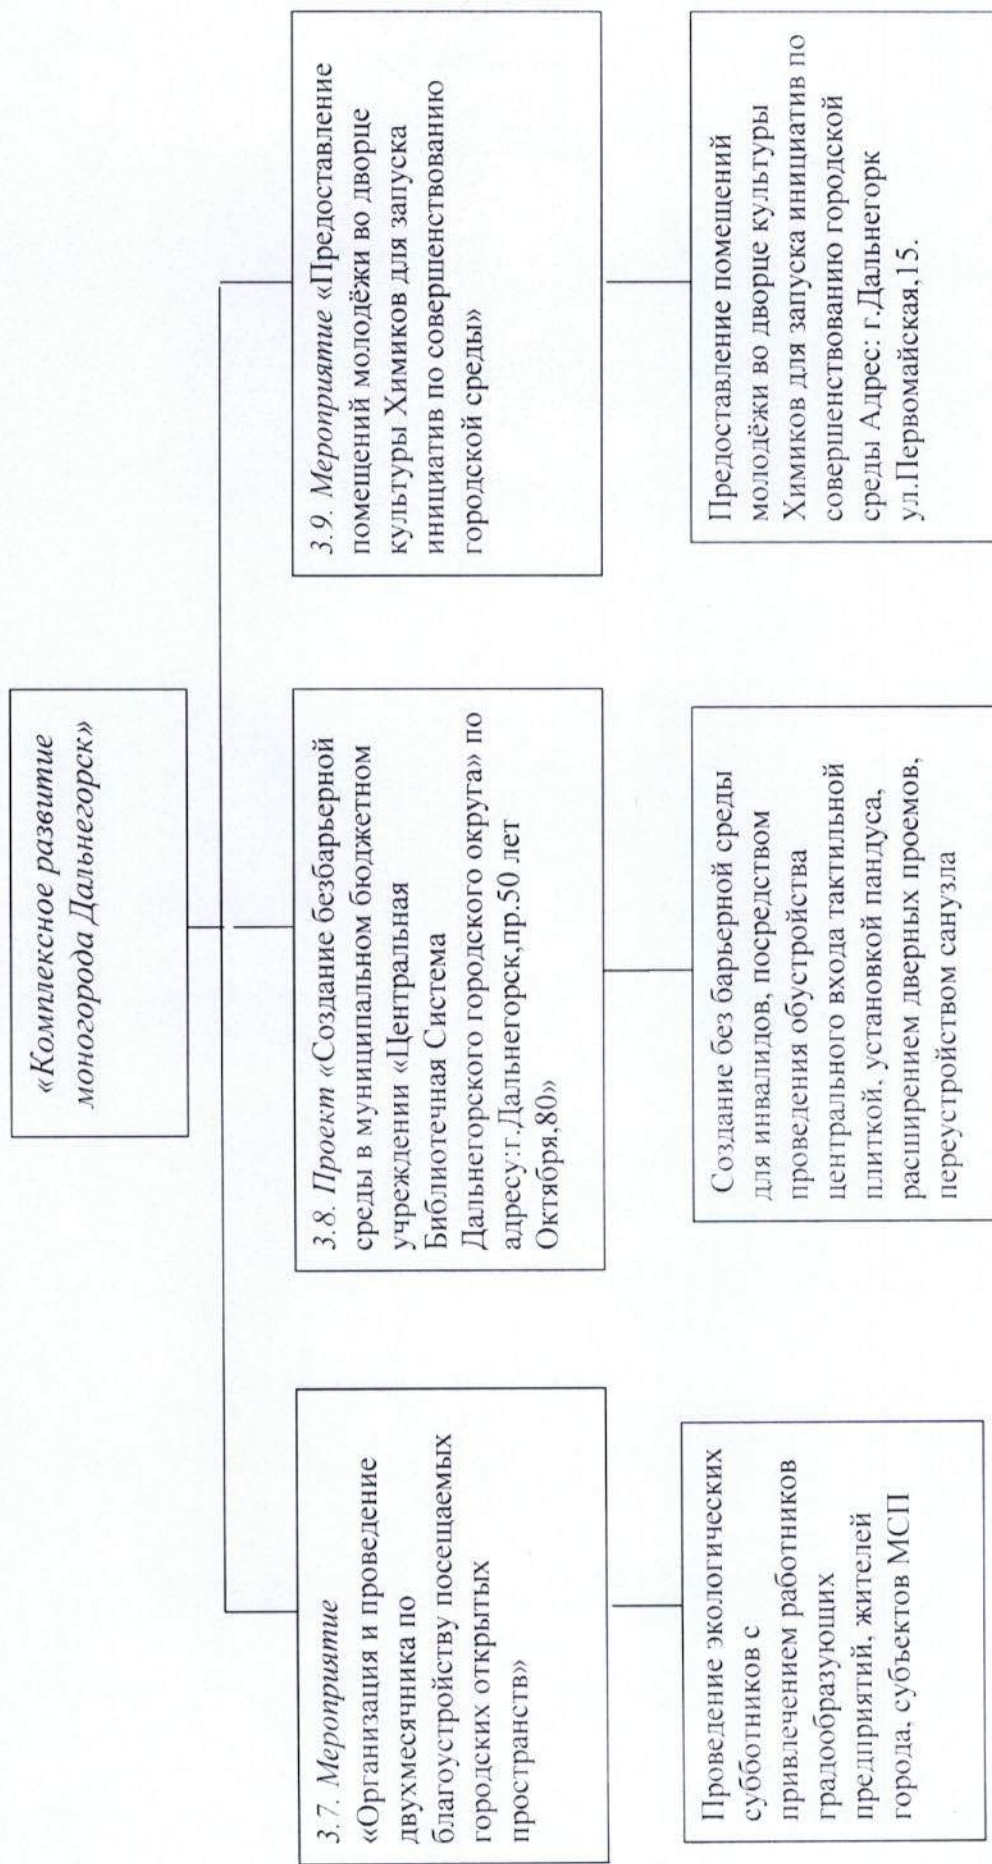 «Комплексное развитие
моногорода Дальнегорск»
3.7. Мероприятие
«Организация и проведение
двухмесячника по
благоустройству посещаемых
городских открытых
пространств»
Проведение экологических
субботников с
привлечением работников
градообразующих
предприятий, жителей
города, субъектов МСП
3.8. Проект «Создание безбарьерной
среды в муниципальном бюджетном
учреждении «Центральная
Библиотечная Система
Дальнегорского городского округа» по
адресу:г.Дальнегорск,пр.50 лет
Октября,80»
Создание без барьерной среды
для инвалидов, посредством
проведения обустройства
центрального входа тактильной
плиткой, установкой пандуса,
расширением дверных проемов,
переустройством санузла
3.9. Мероприятие «Предоставление
помещений молодёжи во дворце
культуры Химиков для запуска
инициатив по совершенствованию
городской среды»
Предоставление помещений
молодёжи во дворце культуры
Химиков для запуска инициатив по
совершенствованию городской
среды Адрес: г.Дальнегорк
ул.Первомайская,15.